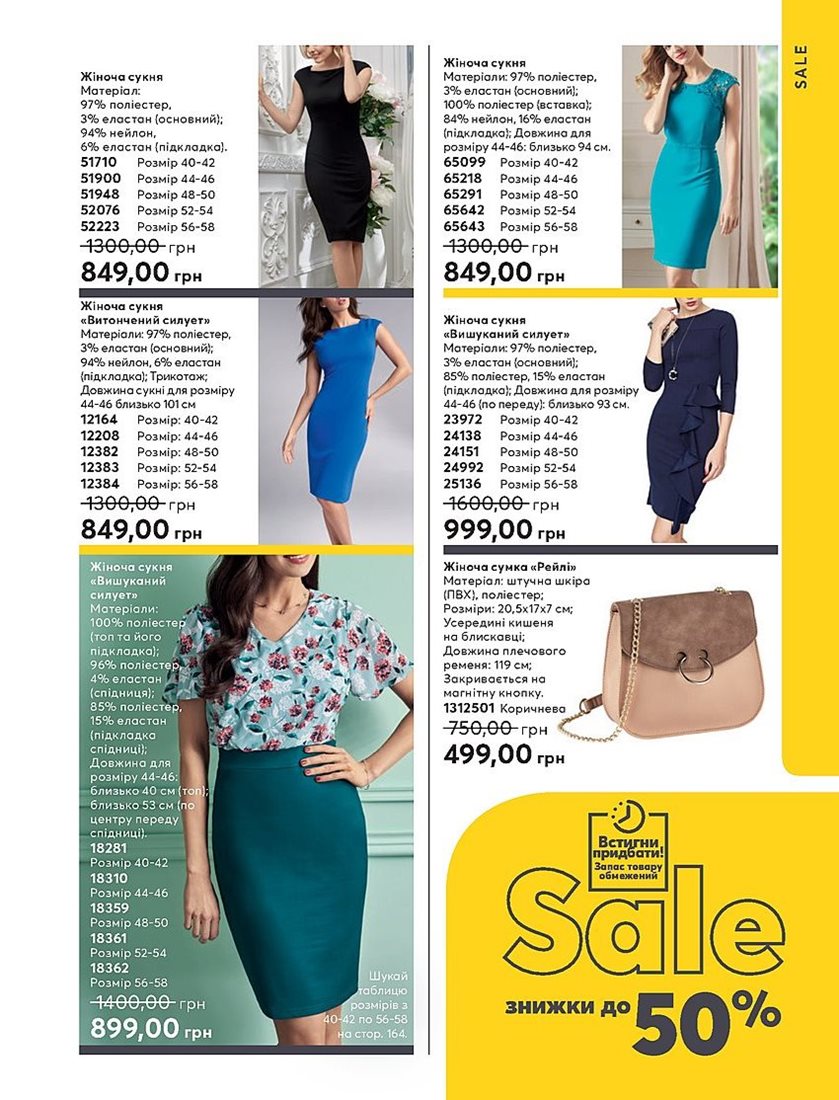 SALE
Жіноча сукня
Матеріал:
97% поліестер,
3% еластан (основний);
94% нейлон,
6% еластан (підкладка).
51710 Розмір 40-42
51900 Розмір 44-46
51948 Розмір 48-50
52076 Розмір 52-54
52223 Розмір 56-58
1300,00 грн
849,00 грн
Жіноча сукня
«Витончений силует»
Матеріали: 97% поліестер,
3% еластан (основний);
94% нейлон, 6% еластан
(підкладка); Трикотаж;
Довжина сукні для розміру
44-46 близько 101 см
12164 Розмір: 40-42
12208 Розмір: 44-46
12382 Розмір: 48-50
12383 Розмір: 52-54
12384 Розмір: 56-58
1300,00 грн
849,00 грн
Жіноча сукня
«Вишуканий
силует»
Матеріали:
100% поліестер
(топ та його
підкладка);
96% поліестер,
4% еластан
(спідниця);
85% поліестер,
15% еластан
(підкладка
спідниці);
Довжина для
розміру 44-46:
близько 40 см (топ);
близько 53 см (по
центру переду
спідниці).
18281
Розмір 40-42
18310
Розмір 44-46
18359
Розмір 48-50
18361
Розмір 52-54
18362
Розмір 56-58
1400,00 грн
899,00 грн
Шукай
таблицю
розмірів з
40-42 по 56-58
на стор. 164.
Жіноча сукня
Матеріали: 97% поліестер,
3% еластан (основний);
100% поліестер (вставка);
84% нейлон, 16% еластан
(підкладка); Довжина для
розміру 44-46: близько 94 см.
65099 Розмір 40-42
65218 Розмір 44-46
65291 Розмір 48-50
65642 Розмір 52-54
65643 Розмір 56-58
1300,00 грн
849,00 грн
Жіноча сукня
«Вишуканий силует»
Матеріали: 97% поліестер,
3% еластан (основний);
85% поліестер, 15% еластан
(підкладка); Довжина для розміру
44-46 (по переду): близько 93 см.
23972 Розмір 40-42
24138 Розмір 44-46
24151 Розмір 48-50
24992 Розмір 52-54
25136 Розмір 56-58
1600,00 грн
999,00 грн
Жіноча сумка «Рейлі»
Матеріал: штучна шкіра
(ПВХ), поліестер;
Розміри: 20,5х17х7 см;
Усередині кишеня
на блискавці;
Довжина плечового
ременя: 119 см;
Закривається на
магнітну кнопку.
1312501 Коричнева
750,00 грн
499,00 грн
Встигни
придбати!
Запас товару
обмежений
Sale
знижки до 50%